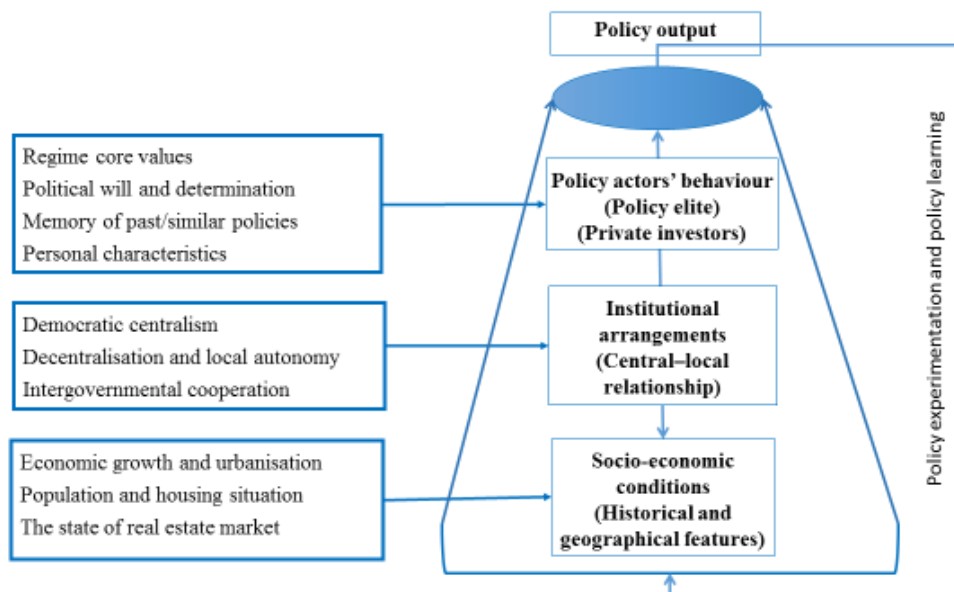 Policy output
Regime core values
Political will and determination
Memory of past/similar policies
Personal characteristics
Policy actors’ behaviour
(Policy elite)
(Private investors)
Democratic centralism
Decentralisation and local autonomy
Intergovernmental cooperation
Institutional
arrangements
(Central–local
relationship)
Economic growth and urbanisation
Population and housing situation
The state of real estate market
Socio-economic
conditions
(Historical and
geographical features)
Policy experimentation and policy learning